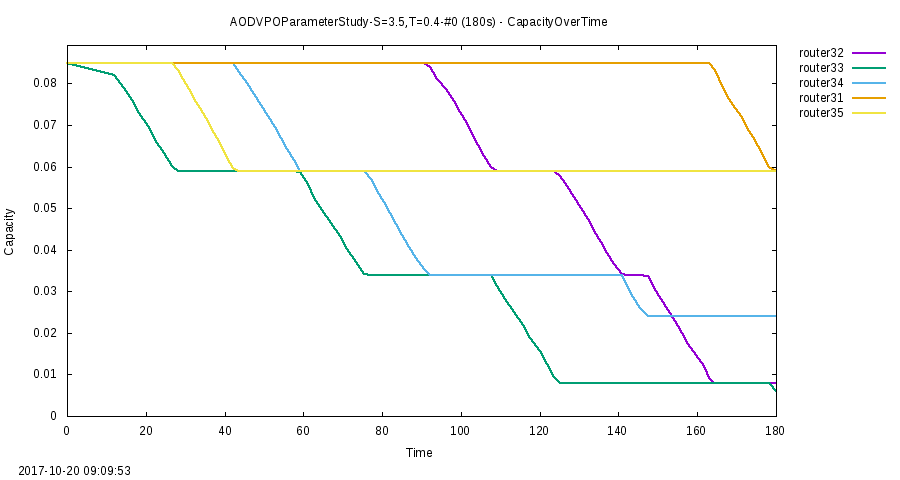 AODVPOParameterStudy-S=3.5,T=0.4-#0 (180s) - CapacityOverTime
router32
router33
router34
router31
router35
0.08
0.07
0.06
0.05
0.04
0.03
0.02
0.01
0
Capacity
0 20 40 60 80 100 120 140 160 180
Time
2017-10-20 09:09:53